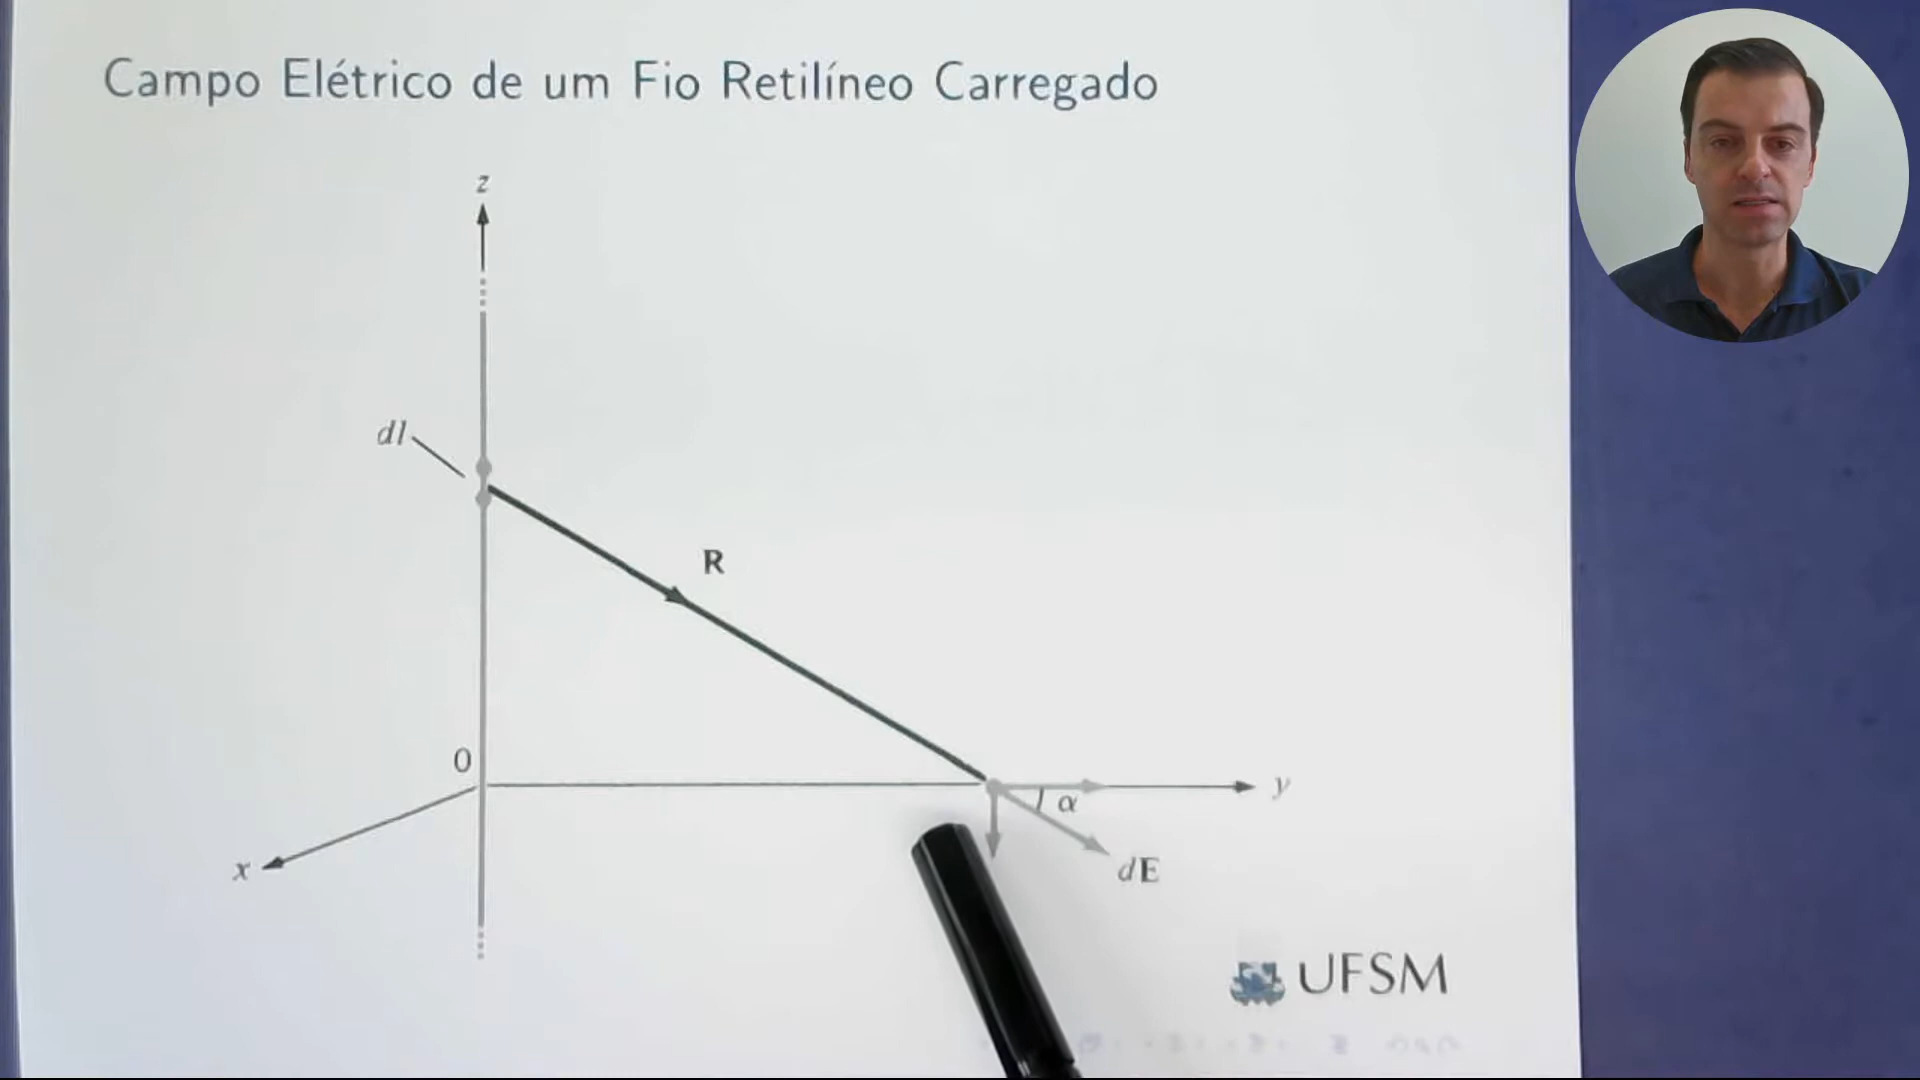 Campo Elétrico de um Fio Retilíneo Carregado
z
dl
R
0
y
α
x
dE
UFSM